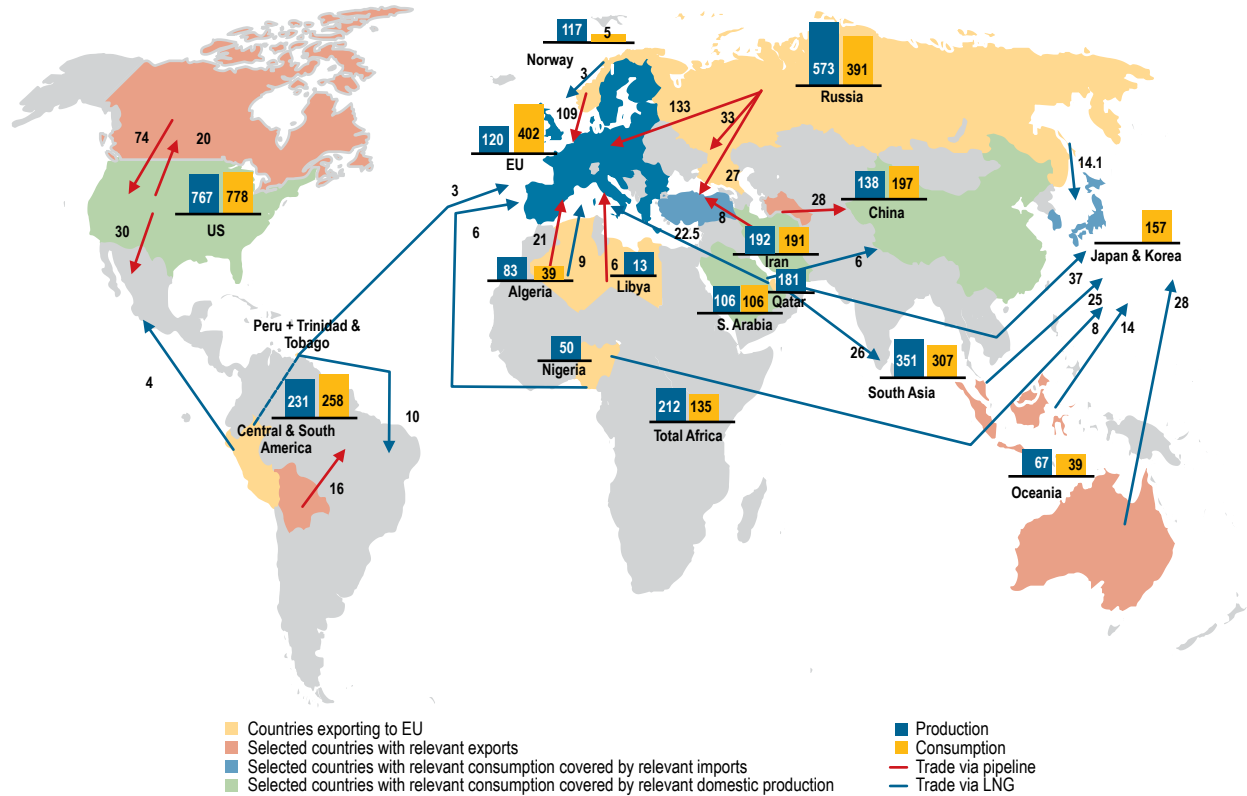 117
5
Norway
3
109
573
391
Russia
133
33
27
120
402
EU
74
20
767
778
US
30
3
6
14.1
138
197
China
28
8
192
191
Iran
157
Japan & Korea
21
9
6
22.5
6
83
39
Algeria
13
Libya
181
Qatar
106
106
S. Arabia
37
25
8
14
28
Peru + Trinidad &
Tobago
50
Nigeria
26
351
307
South Asia
4
231
258
Central & South
America
10
212
135
Total Africa
16
67
39
Oceania
Countries exporting to EU
Selected countries with relevant exports
Selected countries with relevant consumption covered by relevant imports
Selected countries with relevant consumption covered by relevant domestic production
Production
Consumption
Trade via pipeline
Trade via LNG